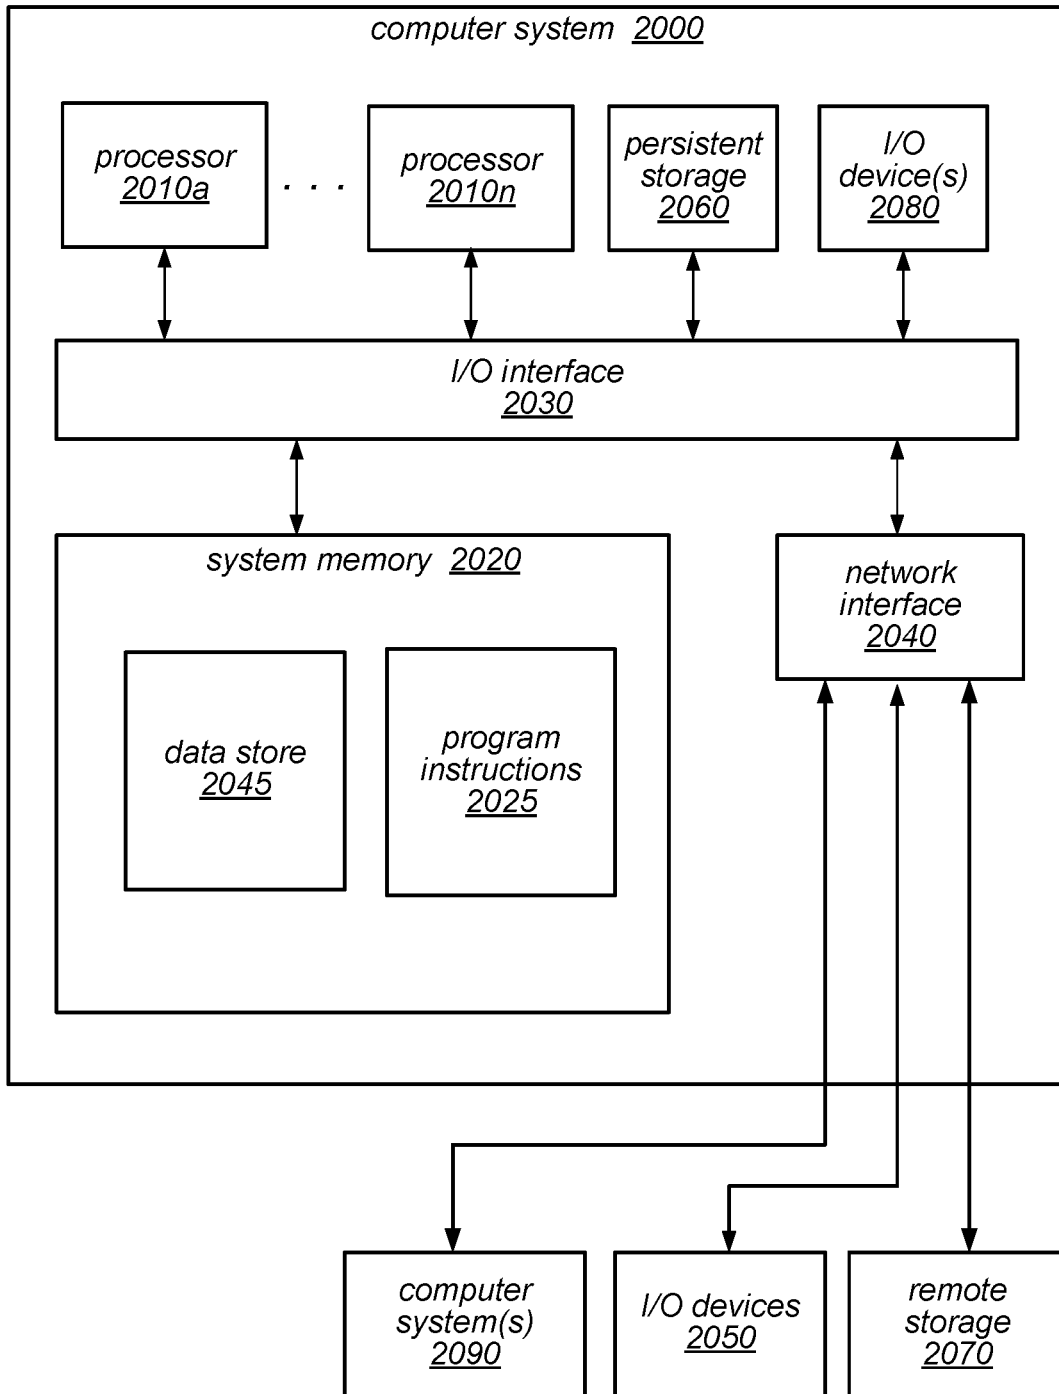 computer system 2000
processor
2010a
. . .
processor
2010n
persistent
storage
2060
I/O
device(s)
2080
I/O interface
2030
system memory 2020
network
interface
2040
data store
2045
program
instructions
2025
computer
system(s)
2090
I/O devices
2050
remote
storage
2070